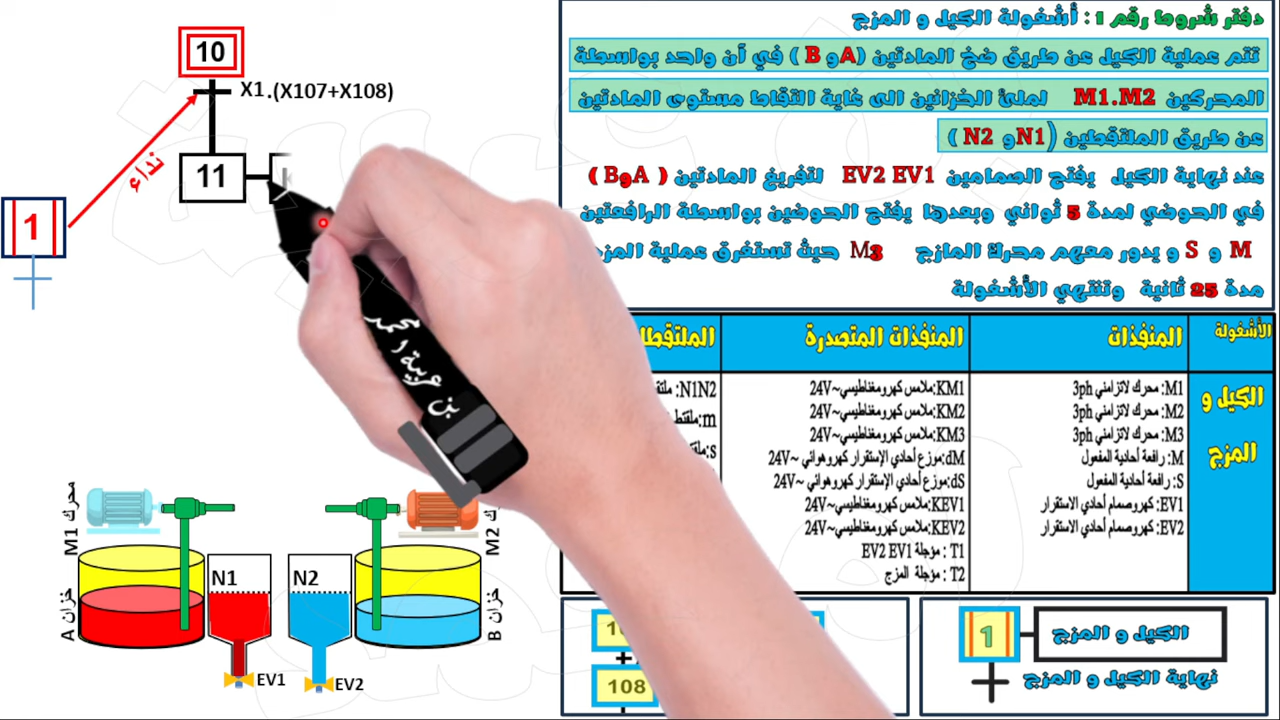 دفتر شروط رقم 1 : أشغولة الكيل و المزج
تتم عملية الكيل عن طريق ضخ المادتين (A و B ) في آن واحد بواسطة
المحركين M1.M2 لملئ الخزانين الى غاية التقاط مستوى المادتين
عن طريق الملتقطين (N1 و N2 )
عند نهاية الكيل يفتح الصمامين EV2 EV1 لتفريغ المادتين ( A و B )
في الحوضي لمدة 5 ثواني وبعدها يفتح الحوضين بواسطة الرافعتين
M و S و يدور معهم محرك المازج M3 حيث تستغرق عملية
مدة 25 ثانية وتنتهي الأشغولة
10
X1.(X107+X108)
11
نداء
1
الأشغولة
المنفذات
المنفذات المتصدرة
الكيل و المزج
M1: محرك لاتزامني 3ph
M2: محرك لاتزامني 3ph
M3: محرك لاتزامني 3ph
M: رافعة أحادية المفعول
S: رافعة أحادية المفعول
EV1: كهروصمام أحادي الاستقرار
EV2: كهروصمام أحادي الاستقرار
KM1:ملامس كهرومغناطيسي~24V
KM2:ملامس كهرومغناطيسي~24V
KM3:ملامس كهرومغناطيسي~24V
dM:موزع أحادي الإستقرار كهروهوائي ~24V
dS:موزع أحادي الإستقرار كهروهوائي ~24V
KEV1:ملامس كهرومغناطيسي~24V
KEV2:ملامس كهرومغناطيسي~24V
T1 : مؤجلة EV2 EV1
T2 : مؤجلة المزج
N1N2:
m:
s:
بن عربية امحمد
محرك M1
M2
خزان A
خزان B
N1
N2
EV1
EV2
108
1
الكيل و المزج
نهاية الكيل و المزج